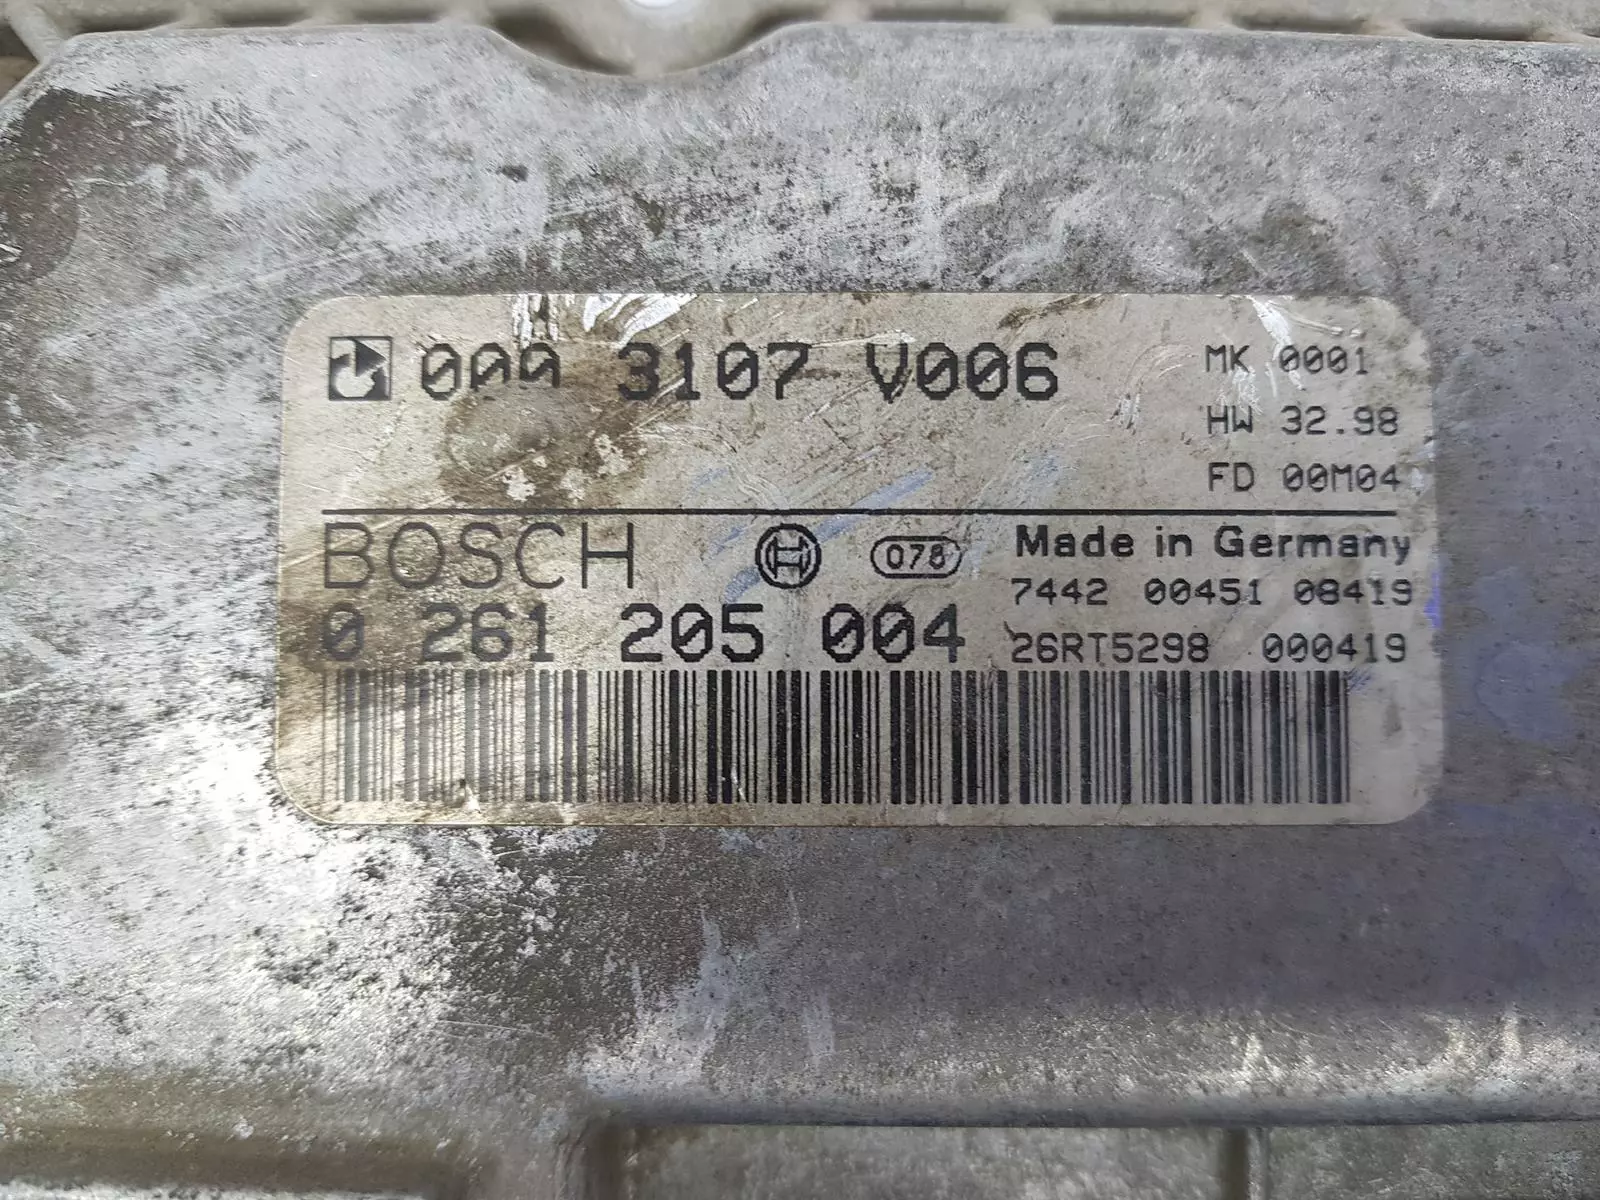 3107 V006
MK 0001
HW 32.98
FD 00M04
BOSCH
078
Made in Germany
7442 00451 08419
0 261 205 004
26RT5298 000419